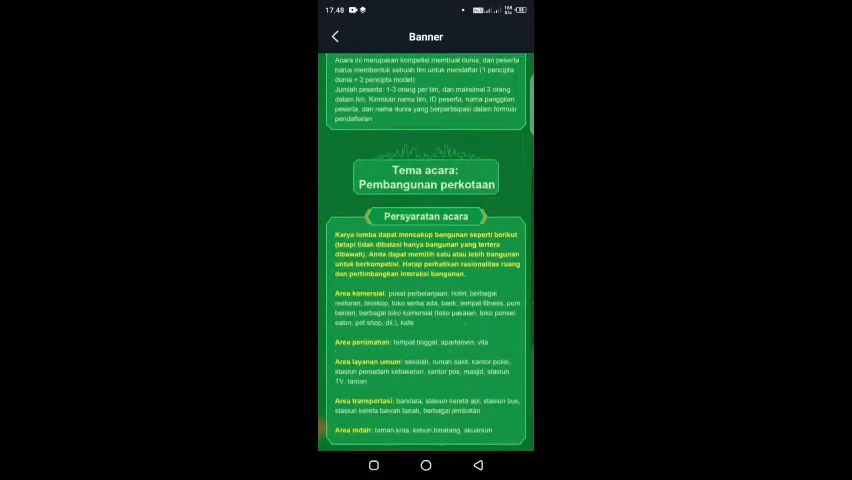 17.48
Banner
Acara ini merupakan kompetisi membuat dunia, dan peserta
harus membentuk sebuah tim untuk mendaftar (1 pencipta
dunia + 2 pencipta model)
Jumlah peserta: 1-3 orang per tim, dan maksimal 3 orang
dalam tim. Kirimkan nama tim, ID peserta, nama panggilan
peserta, dan nama dunia yang berpartisipasi dalam formulir
pendaftaran
Tema acara:
Pembangunan perkotaan
Persyaratan acara
Karya lomba dapat mencakup bangunan seperti berikut
(tetapi tidak dibatasi hanya bangunan yang tertera
dibawah). Anda dapat memilih satu atau lebih bangunan
untuk berkompetisi. Harap perhatikan rasionalitas ruang
dan pertimbangkan interaksi bangunan.
Area komersial: pusat perbelanjaan, hotel, berbagai
restoran, bioskop, toko serba ada, bank, tempat fitness, pom
bensin, berbagai toko komersial (toko pakaian, toko ponsel,
salon, pet shop, dll.), kafe
Area perumahan: tempat tinggal, apartemen, vila
Area layanan umum: sekolah, rumah sakit, kantor polisi,
stasiun pemadam kebakaran, kantor pos, masjid, stasiun
TV, taman
Area transportasi: bandara, stasiun kereta api, stasiun bus,
stasiun kereta bawah tanah, berbagai jembatan
Area indah: taman kota, kebun binatang, akuarium